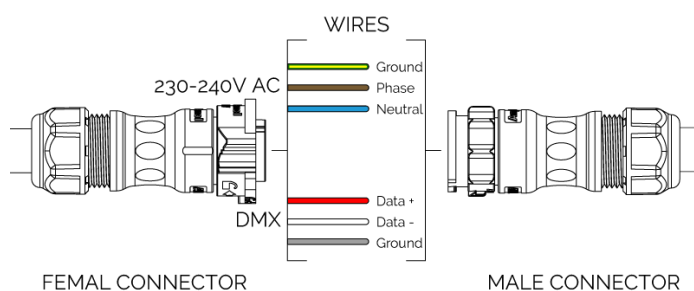 WIRES
230-240V AC
Ground
Phase
Neutral
DMX
Data +
Data -
Ground
FEMAL CONNECTOR
MALE CONNECTOR